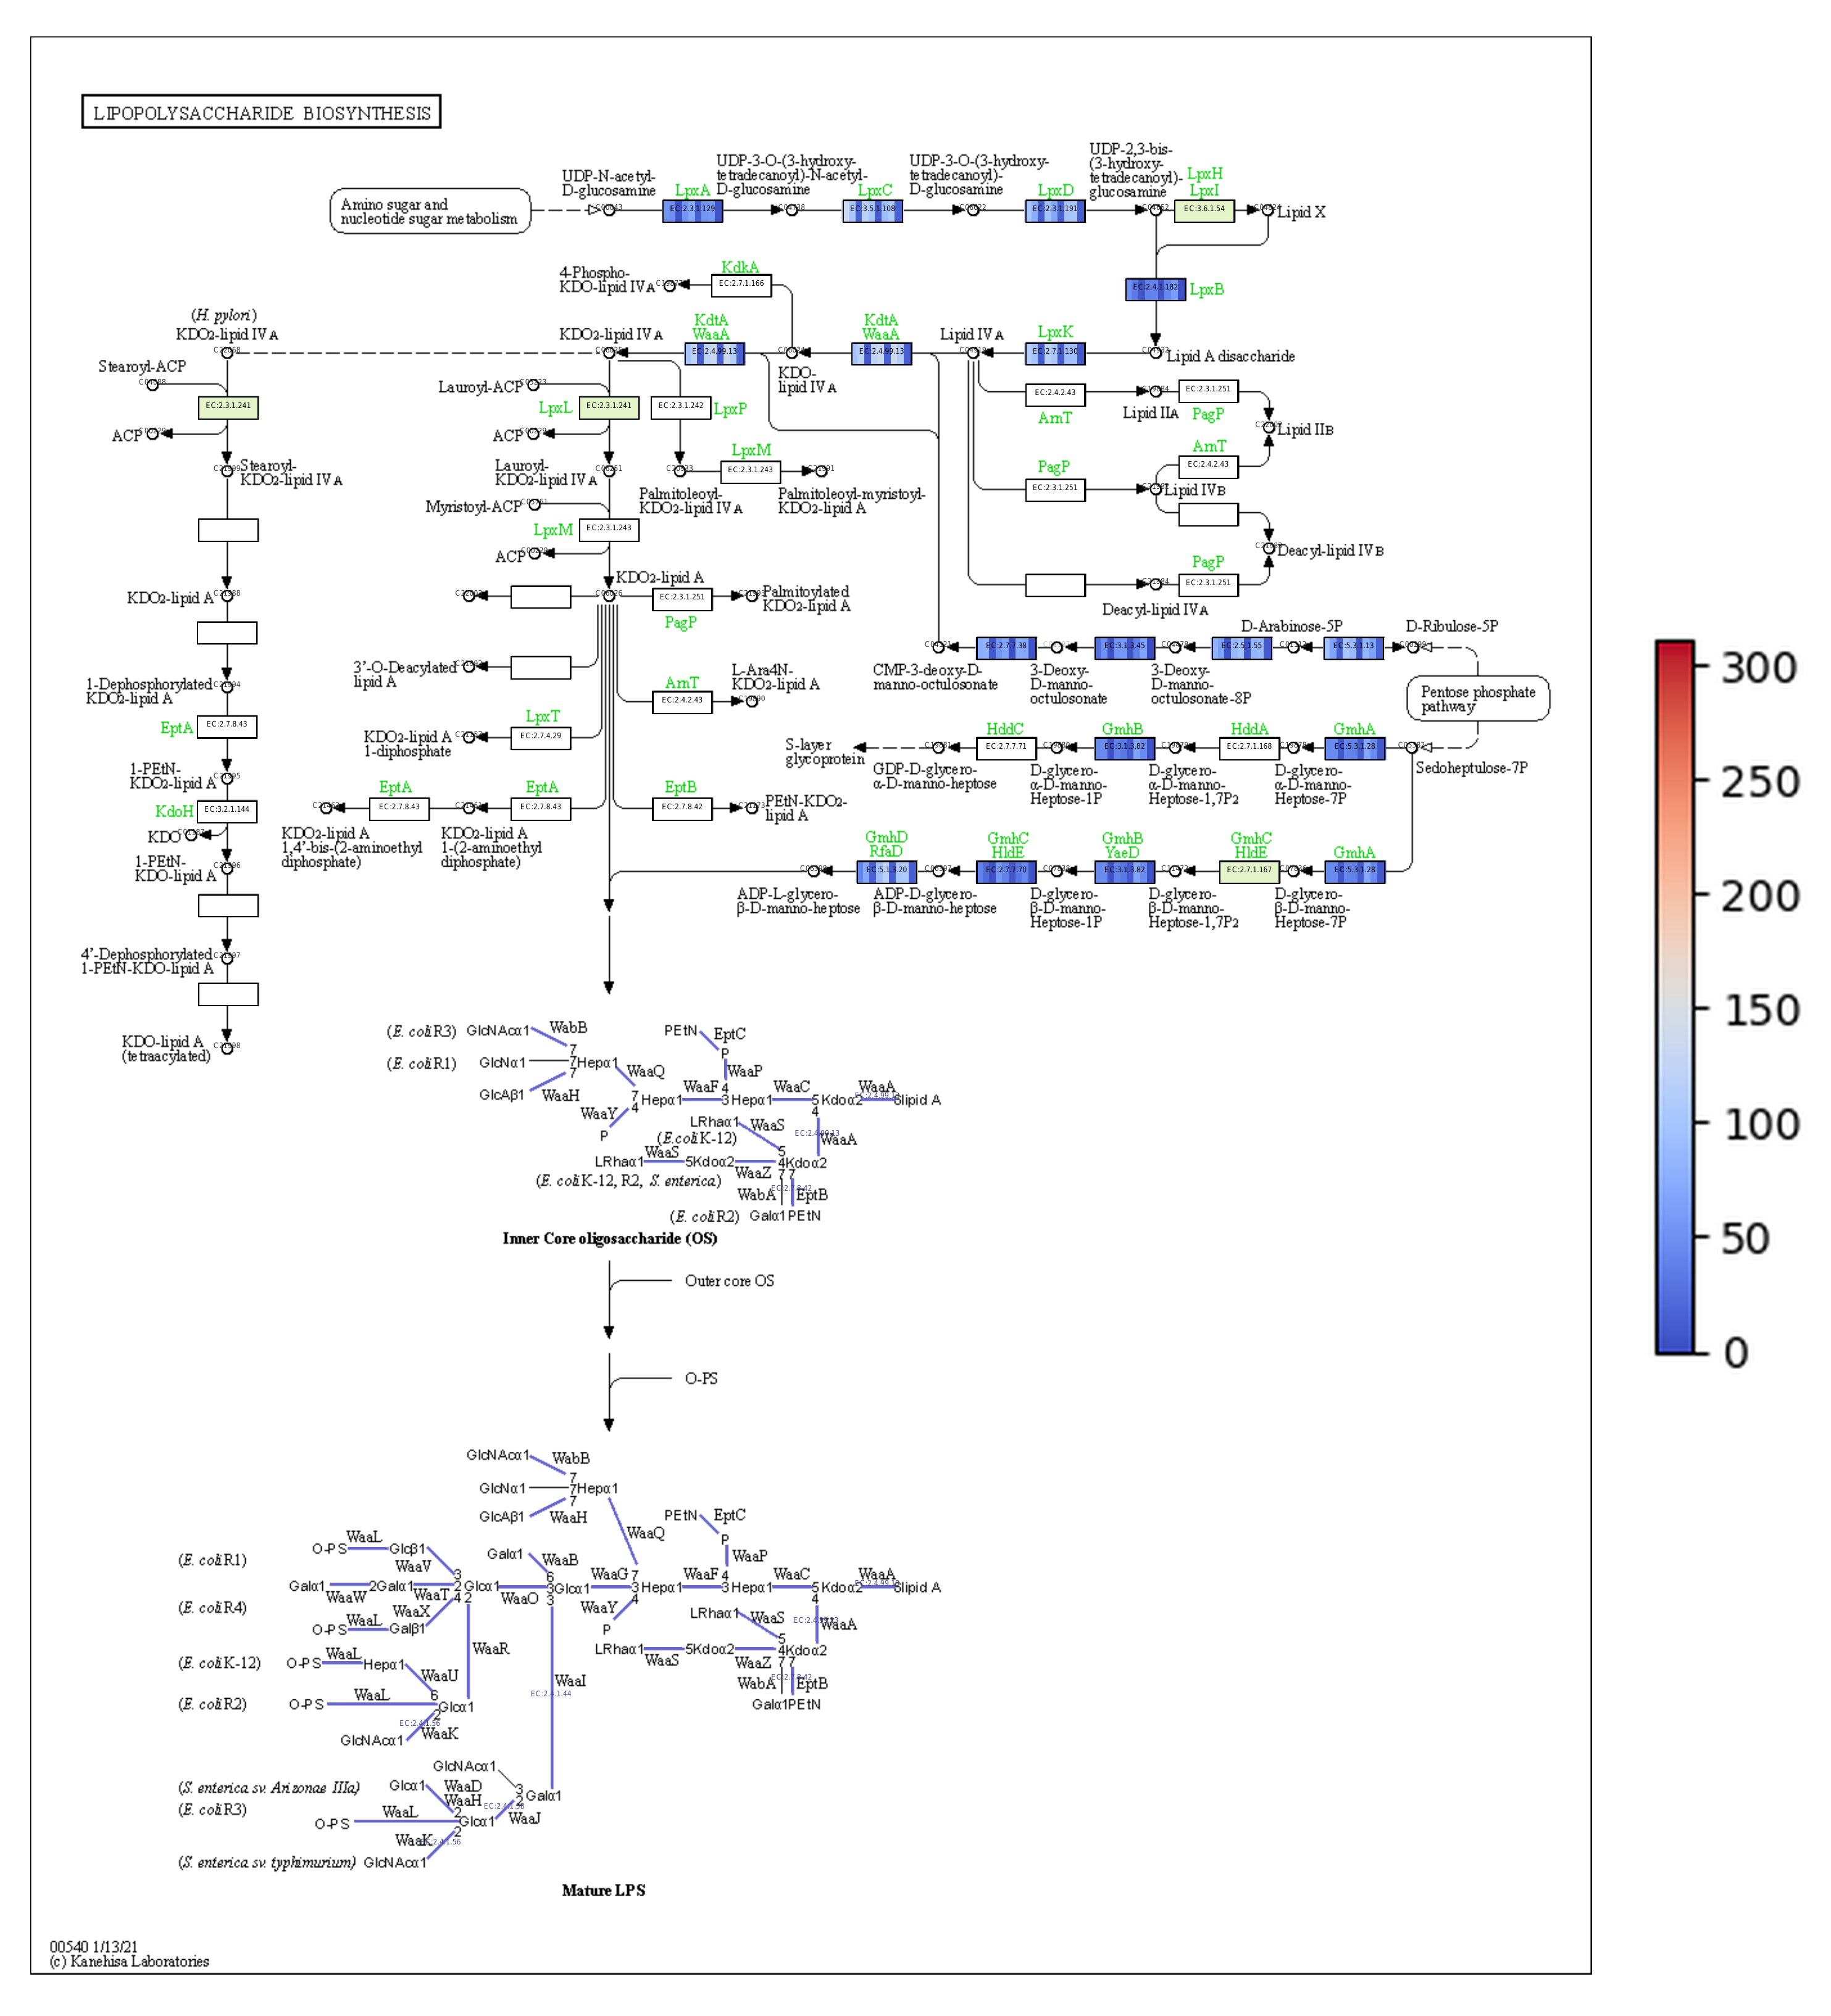 LIPOPOLYSACCHARIDE BIOSYNTHESIS
UDP-N-acetyl-
D-glucosamine
LpxA
UDP-3-O-(3-hydroxy-
tetradecanoyl)-N-acetyl-
D-glucosamine
LpxC
UDP-3-O-(3-hydroxy-
tetradecanoyl)-
D-glucosamine
LpxD
UDP-2,3-bis-
(3-hydroxy-
tetradecanoyl)-
glucosamine
LpxH
LpxI
Amino sugar and
nucleotide sugar metabolism
EC:2.3.1.129
EC:3.5.1.108
EC:2.3.1.191
EC:3.6.1.54
Lipid X
4-Phospho-
KDO-lipid IVA
KdkA
EC:2.7.1.166
EC:2.4.1.182
LpxB
(H. pylori)
KDO2-lipid IVA
KDO2-lipid IVA
KdtA
WaaA
EC:2.4.99.13
KDO-
lipid IVA
KdtA
WaaA
EC:2.4.99.13
Lipid IVA
LpxK
EC:2.7.1.130
Lipid A disaccharide
Stearoyl-ACP
EC:2.3.1.241
ACP
Lauroyl-ACP
LpxL
EC:2.3.1.241
EC:2.3.1.242
LpxP
ACP
EC:2.4.2.43
ArnT
Lipid IIA
EC:2.3.1.251
PagP
Lipid IIB
Stearoyl-
KDO2-lipid IVA
Lauroyl-
KDO2-lipid IVA
LpxM
EC:2.3.1.243
Palmitoleoyl-
KDO2-lipid IVA
Palmitoleoyl-myristoyl-
KDO2-lipid A
PagP
EC:2.3.1.251
Lipid IVB
ArnT
EC:2.4.2.43
Myristoyl-ACP
LpxM
EC:2.3.1.243
ACP
Deacyl-lipid IVB
PagP
EC:2.3.1.251
Deacyl-lipid IVA
KDO2-lipid A
KDO2-lipid A
EC:2.3.1.251
PagP
Palmitoylated
KDO2-lipid A
3'-O-Deacylated
lipid A
L-Ara4N-
KDO2-lipid A
ArnT
EC:2.4.2.43
D-Arabinose-5P
D-Ribulose-5P
EC:2.7.7.38
EC:3.1.3.45
EC:2.5.1.55
EC:5.3.1.13
CMP-3-deoxy-D-
manno-octulosonate
3-Deoxy-
D-manno-
octulosonate
3-Deoxy-
D-manno-
octulosonate-8P
Pentose phosphate
pathway
1-Dephosphorylated
KDO2-lipid A
EptA
EC:2.7.8.43
LpxT
EC:2.7.4.29
KDO2-lipid A
1-diphosphate
S-layer
glycoprotein
HddC
EC:2.7.7.71
GmhB
EC:3.1.3.82
HddA
EC:2.7.1.168
GmhA
EC:5.3.1.28
Sedoheptulose-7P
GDP-D-glycero-
α-D-manno-heptose
D-glycero-
α-D-manno-
Heptose-1P
D-glycero-
α-D-manno-
Heptose-1,7P2
D-glycero-
α-D-manno-
Heptose-7P
1-PEtN-
KDO2-lipid A
KdoH
EC:3.2.1.144
KDO
EptA
EC:2.7.8.43
EptA
EC:2.7.8.43
EptB
EC:2.7.8.42
PEtN-KDO2-
lipid A
KDO2-lipid A
1,4'-bis-(2-aminoethyl
diphosphate)
KDO2-lipid A
1-(2-aminoethyl
diphosphate)
1-PEtN-
KDO-lipid A
GmhD
RfaD
EC:5.1.3.20
GmhC
HldE
EC:2.7.7.70
GmhB
YaeD
EC:3.1.3.82
GmhC
HldE
EC:2.7.1.167
GmhA
EC:5.3.1.28
ADP-L-glycero-
β-D-manno-heptose
ADP-D-glycero-
β-D-manno-heptose
D-glycero-
β-D-manno-
Heptose-1P
D-glycero-
β-D-manno-
Heptose-1,7P2
D-glycero-
β-D-manno-
Heptose-7P
4'-Dephosphorylated
1-PEtN-KDO-lipid A
KDO-lipid A
(tetraacylated)
(E. coli R3) GlcNAcα1 WabB PEtN EptC
7 P
(E. coli R1) GlcNα1 7Hepα1 WaaQ WaaP
7
GlcAβ1 WaaH
7 Hepα1 WaaF 4 3Hepα1 WaaC 5Kdoα2 WaaA 6lipid A
4 4
WaaY LRhaα1 WaaS WaaA
P (E.coli K-12) 5
LRhaα1 WaaS 5Kdoα2 4Kdoα2
(E. coli K-12, R2, S. enterica) WaaZ 7 7
WabA EptB
(E. coli R2) Galα1 PEtN
Inner Core oligosaccharide (OS)
Outer core OS
O-PS
GlcNAcα1 WabB
7
GlcNα1 7Hepα1
7
GlcAβ1 WaaH WaaQ PEtN EptC
P
WaaP
(E. coli R1) O-PS WaaL Glcβ1 Galα1 WaaB
WaaV 3 6 WaaG 7 WaaF 4 WaaC WaaA
Galα1 2Galα1 2Glcα1 3Glcα1 3Hepα1 3Hepα1 5Kdoα2 6lipid A
WaaW WaaT 4 2 WaaO 3 WaaY 4 4
(E. coli R4) WaaX LRhaα1 WaaS WaaA
O-PS WaaL Galβ1 P 5
WaaR LRhaα1 5Kdoα2 4Kdoα2
WaaS WaaZ 7 7
(E. coli K-12) O-PS WaaL Hepα1
WaaU WaaI WabA EptB
EC:2.4.1.44
(E. coli R2) O-PS WaaL 6 Glcα1 Galα1 PEtN
2
GlcNAcα1 WaaK
GlcNAcα1
(S. enterica sv. Arizonae IIIa) Glcα1 WaaD 3 Galα1
WaaH 2
(E. coli R3) WaaL 2 WaaJ
O-PS Glcα1
WaaK 2
(S. enterica sv. typhimurium) GlcNAcα1
Mature LPS
00540 1/13/21
(c) Kanehisa Laboratories
300
250
200
150
100
50
0